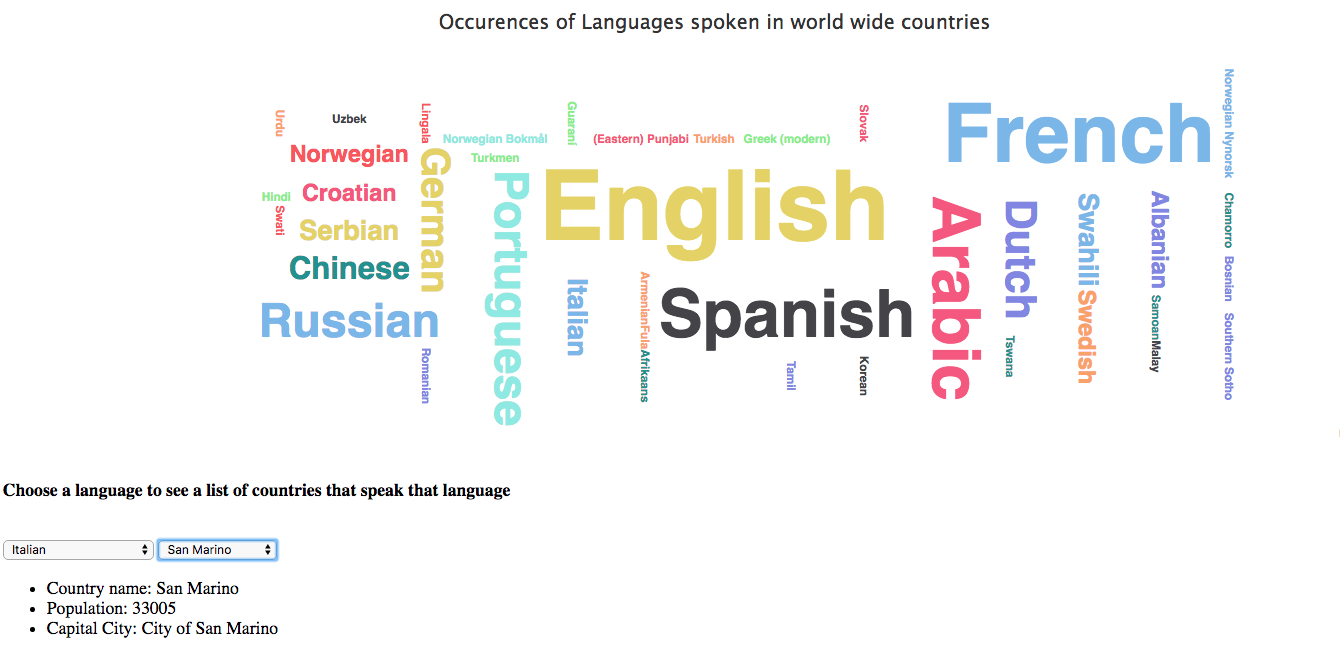 Occurences of Languages spoken in world wide countries
Urdu
Uzbek
Lingala
Norwegian Bokmål
Guaraní
(Eastern) Punjabi
Turkish
Greek (modern)
Slovak
French
Norwegian Nynorsk
Norwegian
German
Turkmen
Hindi
Croatian
Swati
Serbian
Portuguese
English
Arabic
Dutch
Swahili
Albanian
Chamorro
Chinese
Russian
Italian
Armenian
Fula
Afrikaans
Spanish
Swedish
Samoan
Malay
Bosnian
Southern Sotho
Romanian
Tamil
Korean
Tswana
Choose a language to see a list of countries that speak that language
Italian San Marino
Country name: San Marino
Population: 33005
Capital City: City of San Marino